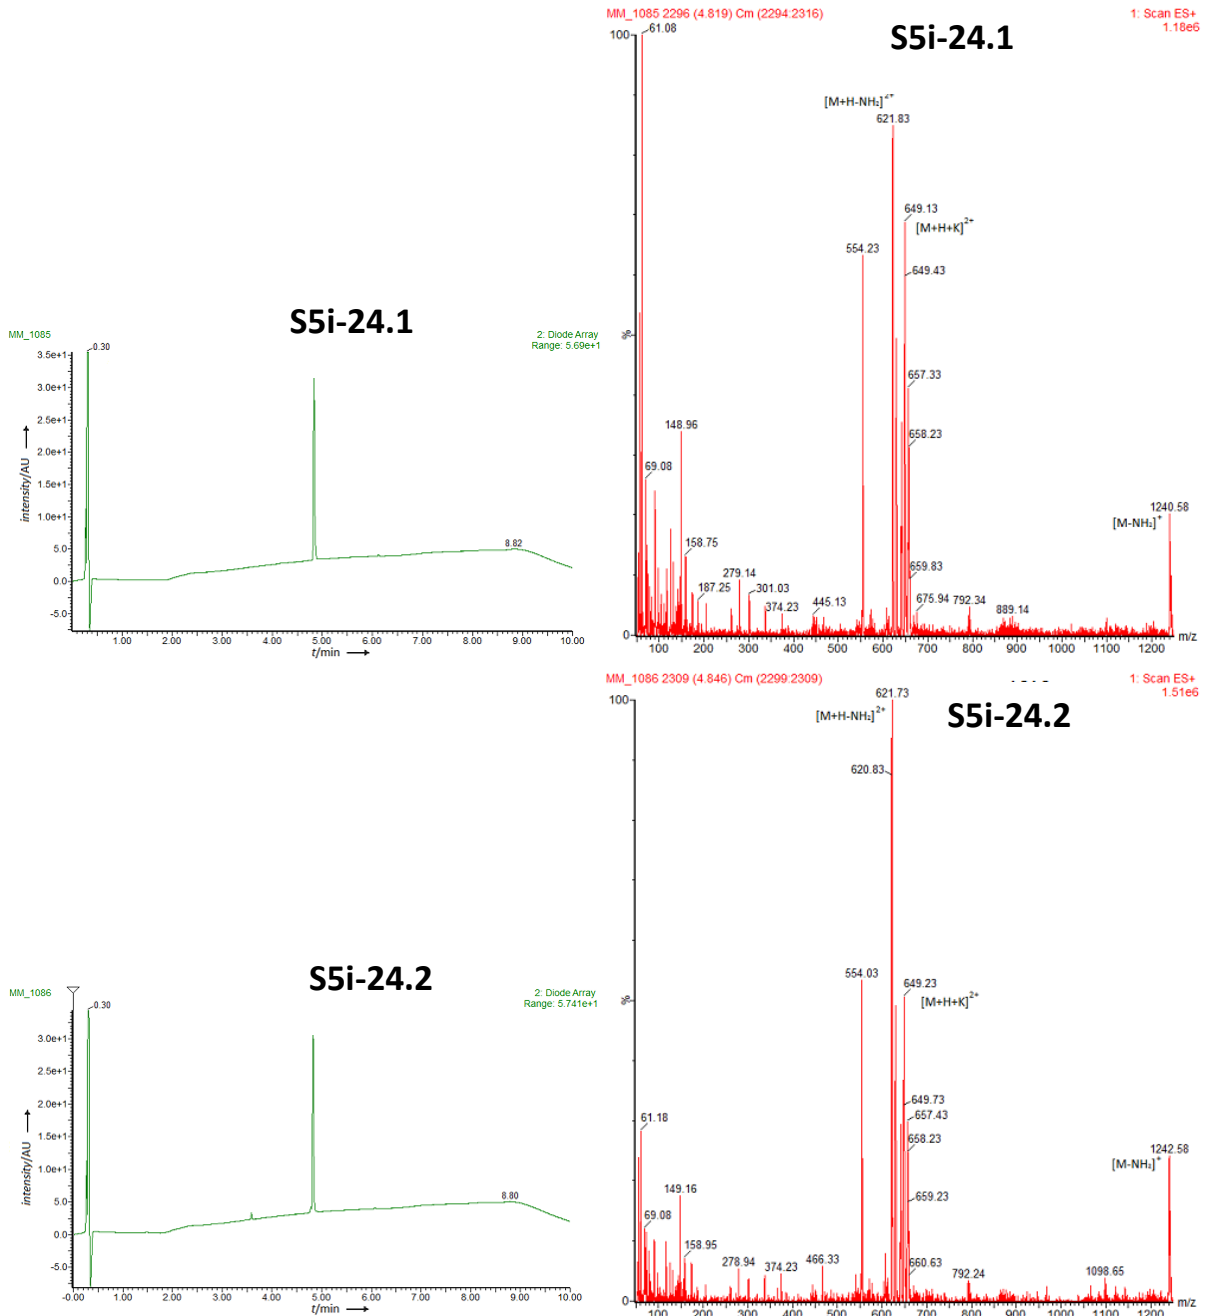 MM_1085 2296 (4.819) Cm (2294:2316)
1: Scan ES+
1.18e6
S5i-24.1
100
61.08
[M+H-NH₂]²⁺
621.83
649.13
[M+H+K]²⁺
554.23
649.43
%
657.33
148.96
658.23
69.08
1240.58
[M-NH₂]⁺
158.75
659.83
279.14
187.25
301.03
374.23
445.13
675.94
792.34
889.14
0
100 200 300 400 500 600 700 800 900 1000 1100 1200
m/z
S5i-24.1
MM_1085
2: Diode Array
Range: 5.69e+1
0.30
3.5e+1
3.0e+1
2.5e+1
2.0e+1
1.5e+1
1.0e+1
5.0
0.0
-5.0
intensity/AU
8.82
1.00 2.00 3.00 4.00 5.00 6.00 7.00 8.00 9.00 10.00
t/min
MM_1086 2309 (4.846) Cm (2299:2309)
1: Scan ES+
1.51e6
S5i-24.2
100
621.73
[M+H-NH₂]²⁺
620.83
554.03
649.23
[M+H+K]²⁺
%
649.73
657.43
658.23
61.18
1242.58
[M-NH₂]⁺
149.16
659.23
69.08
158.95
278.94
374.23
466.33
660.63
792.24
1098.65
0
100 200 300 400 500 600 700 800 900 1000 1100 1200
m/z
S5i-24.2
MM_1086
2: Diode Array
Range: 5.741e+1
0.30
3.0e+1
2.5e+1
2.0e+1
1.5e+1
1.0e+1
5.0
0.0
-5.0
intensity/AU
8.80
-0.00 1.00 2.00 3.00 4.00 5.00 6.00 7.00 8.00 9.00 10.00
t/min